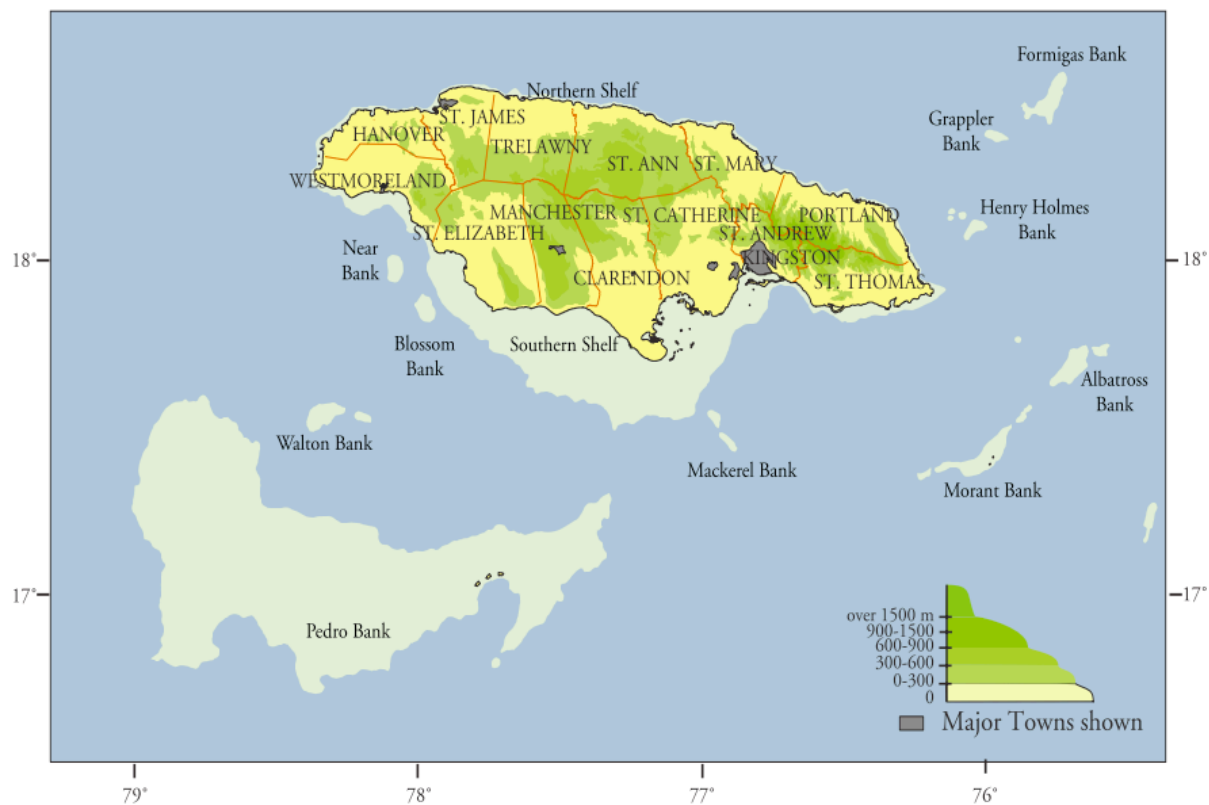 Formigas Bank
Northern Shelf
ST. JAMES
Grappler
Bank
HANOVER
TRELAWNY
ST. ANN
ST. MARY
WESTMORELAND
Henry Holmes
Bank
MANCHESTER
ST. CATHERINE
PORTLAND
ST. ELIZABETH
ST. ANDREW
Near
Bank
KINGSTON
18°
18°
CLARENDON
ST. THOMAS
Blossom
Bank
Southern Shelf
Albatross
Bank
Walton Bank
Mackerel Bank
Morant Bank
17°
17°
Pedro Bank
over 1500 m
900-1500
600-900
300-600
0-300
0
Major Towns shown
79°
78°
77°
76°